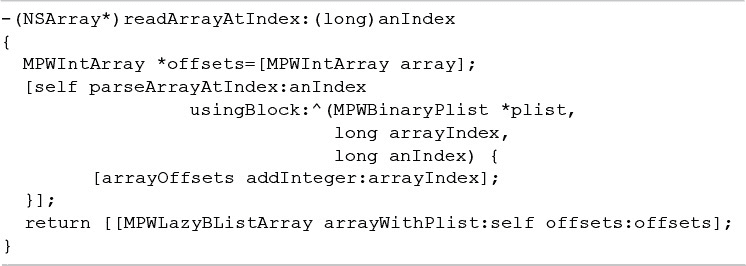 -(NSArray*)readArrayAtIndex:(long)anIndex
{
  MPWIntArray *offsets=[MPWIntArray array];
  [self parseArrayAtIndex:anIndex
                usingBlock:^(MPWBinaryPlist *plist,
                             long arrayIndex,
                             long anIndex) {
        [arrayOffsets addInteger:arrayIndex];
  }];
  return [[MPWLazyBListArray arrayWithPlist:self offsets:offsets];
}